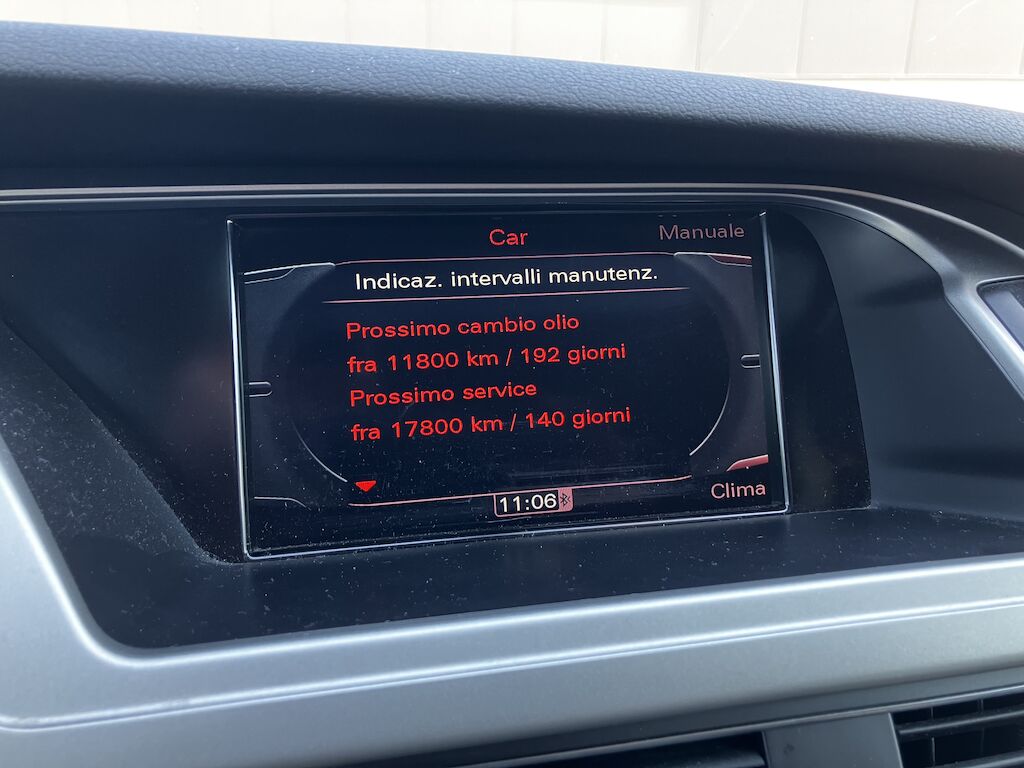 Car
Manuale
Indicaz. intervalli manutenz.
Prossimo cambio olio
fra 11800 km / 192 giorni
Prossimo service
fra 17800 km / 140 giorni
11:06
Clima